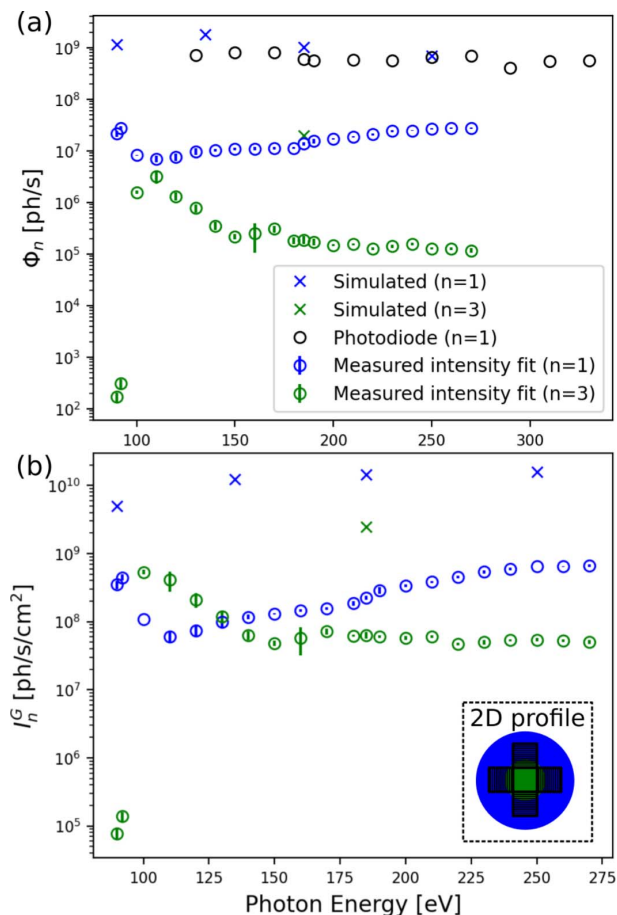 (a)
10⁹
10⁸
10⁷
10⁶
10⁵
10⁴
10³
10²
Φₙ [ph/s]
Simulated (n=1)
Simulated (n=3)
Photodiode (n=1)
Measured intensity fit (n=1)
Measured intensity fit (n=3)
100 150 200 250 300
(b)
10¹⁰
10⁹
10⁸
10⁷
10⁶
10⁵
Iₙᴳ [ph/s/cm²]
2D profile
100 125 150 175 200 225 250 275
Photon Energy [eV]